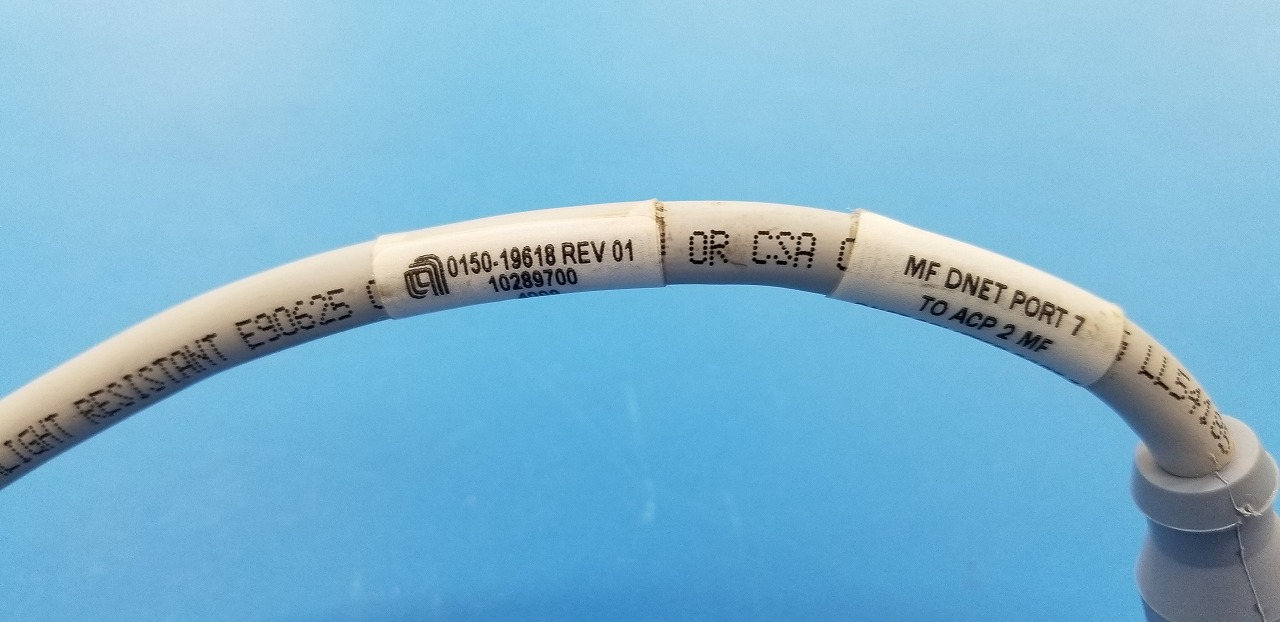 LIGHT RESISTANT E90625
0150-19618 REV 01
10289700
OR CSA
MF DNET PORT 7
TO ACP 2 MF